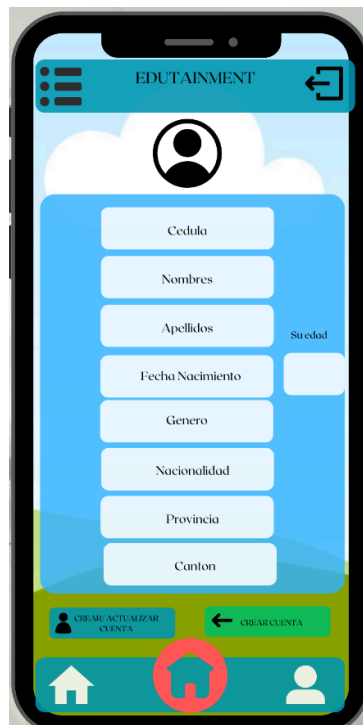 EDUTAINMENT
Cedula
Nombres
Apellidos
Su edad
Fecha Nacimiento
Genero
Nacionalidad
Provincia
Canton
CREAR/ ACTUALIZAR
CUENTA
CREAR CUENTA